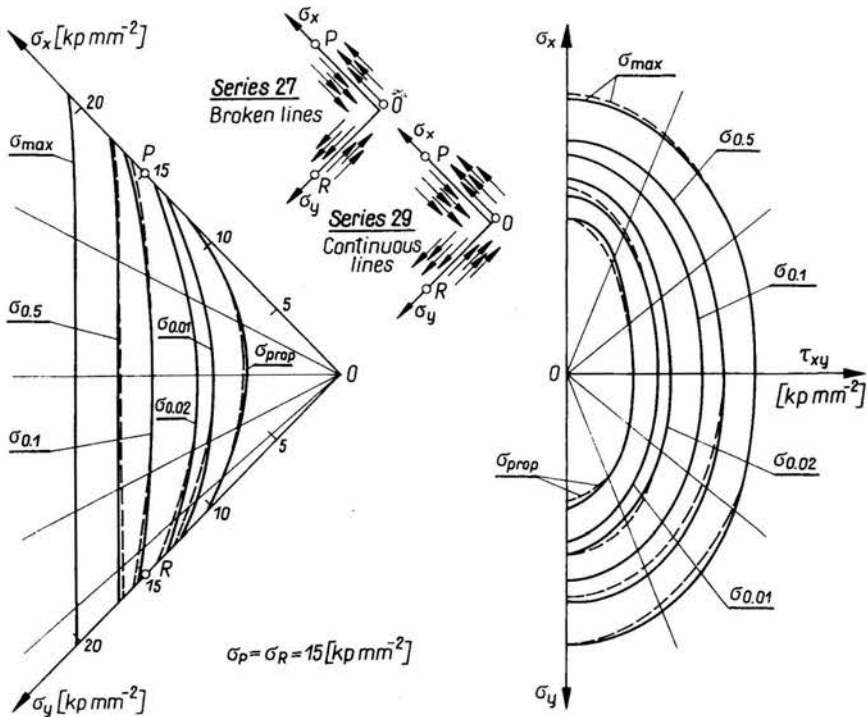 σx [kp mm⁻²]
20
σmax
P
15
10
σ0.5
σ0.01
5
σprop
0
σ0.1
σ0.02
5
10
R
15
20
σy [kp mm⁻²]
σP = σR = 15 [kp mm⁻²]
σx
P
Series 27
Broken lines
0
R
σy
σx
P
Series 29
Continuous
lines
0
R
σy
σx
σmax
σ0.5
σ0.1
τxy
0
[kp mm⁻²]
σprop
σ0.02
σ0.01
σy